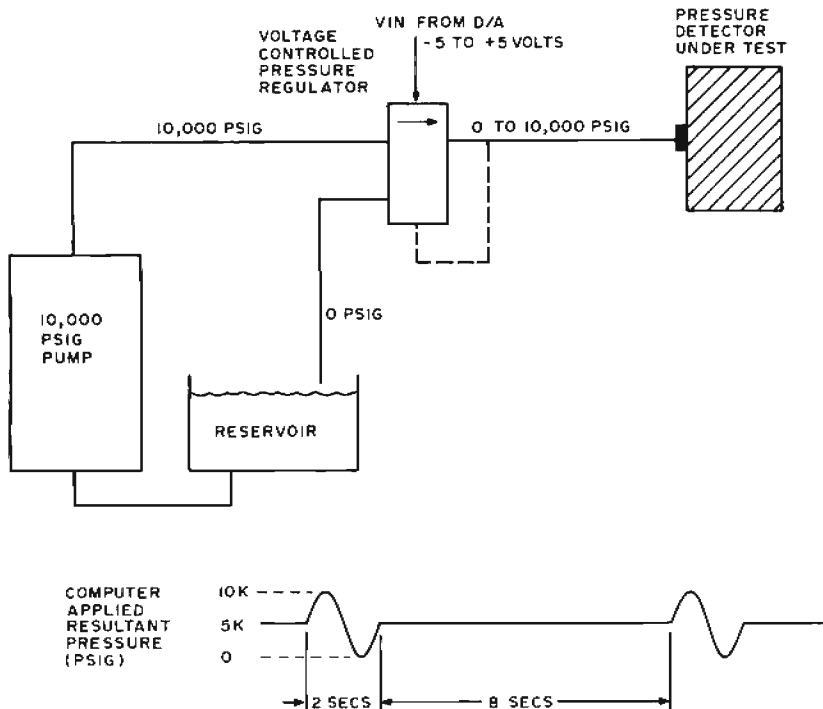 VIN FROM D/A
-5 TO +5 VOLTS
VOLTAGE
CONTROLLED
PRESSURE
REGULATOR
PRESSURE
DETECTOR
UNDER TEST
10,000 PSIG
0 TO 10,000 PSIG
10,000
PSIG
PUMP
0 PSIG
RESERVOIR
COMPUTER
APPLIED
RESULTANT
PRESSURE
(PSIG)
10K
5K
0
2 SECS
8 SECS